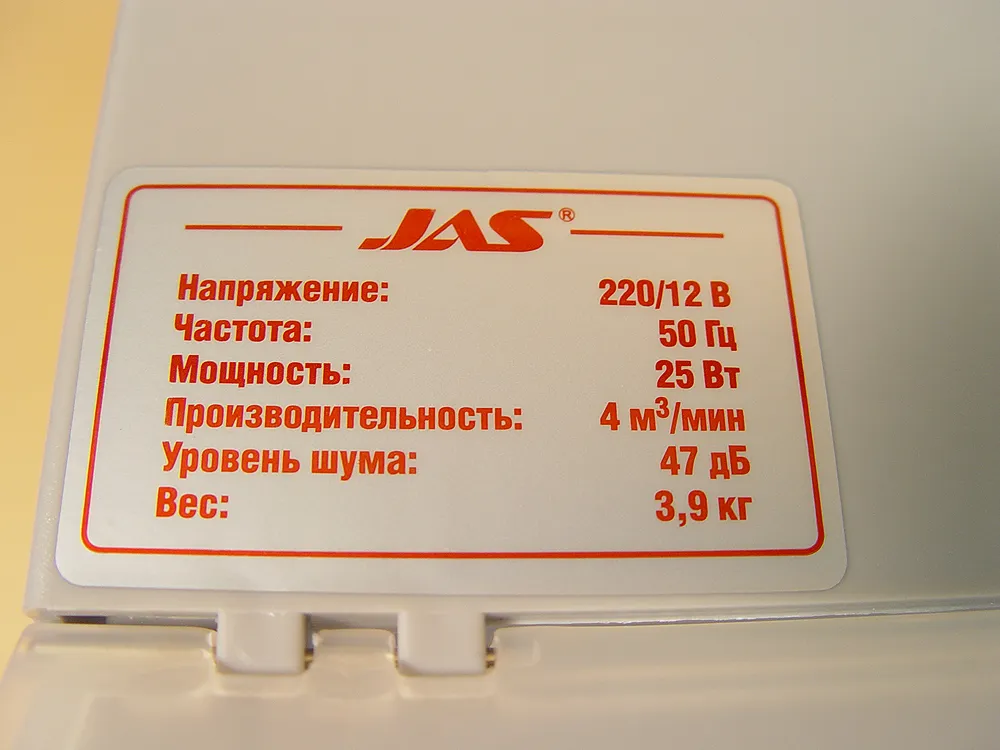 JAS®
Напряжение: 220/12 В
Частота: 50 Гц
Мощность: 25 Вт
Производительность: 4 м³/мин
Уровень шума: 47 дБ
Вес: 3,9 кг